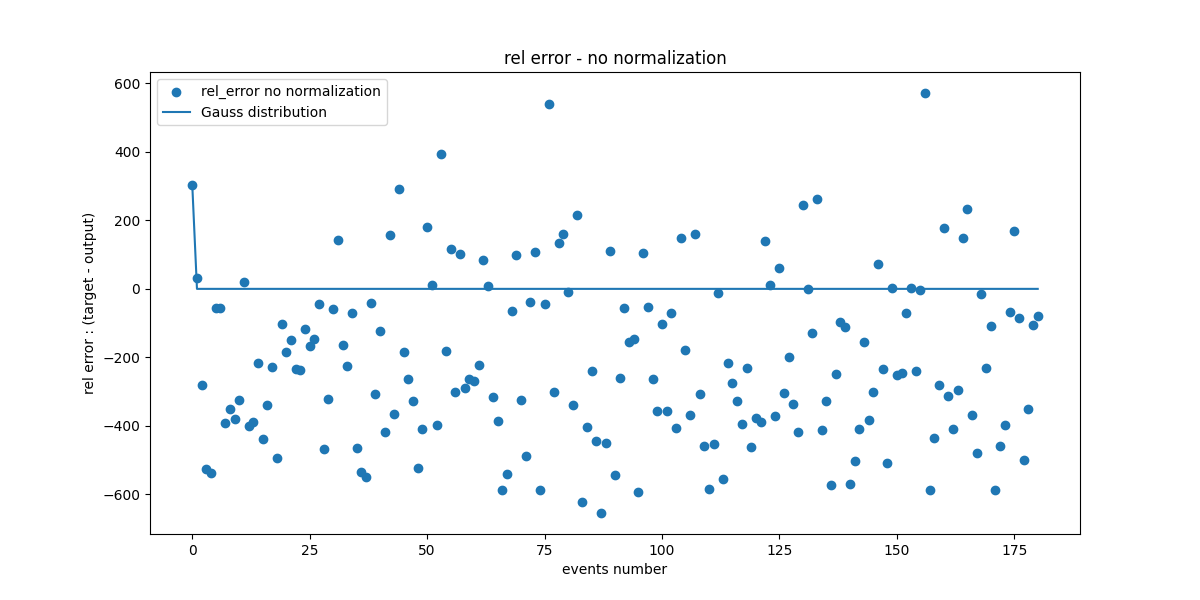 rel error - no normalization
rel_error no normalization
Gauss distribution
rel error : (target - output)
600
400
200
0
−200
−400
−600
0 25 50 75 100 125 150 175
events number